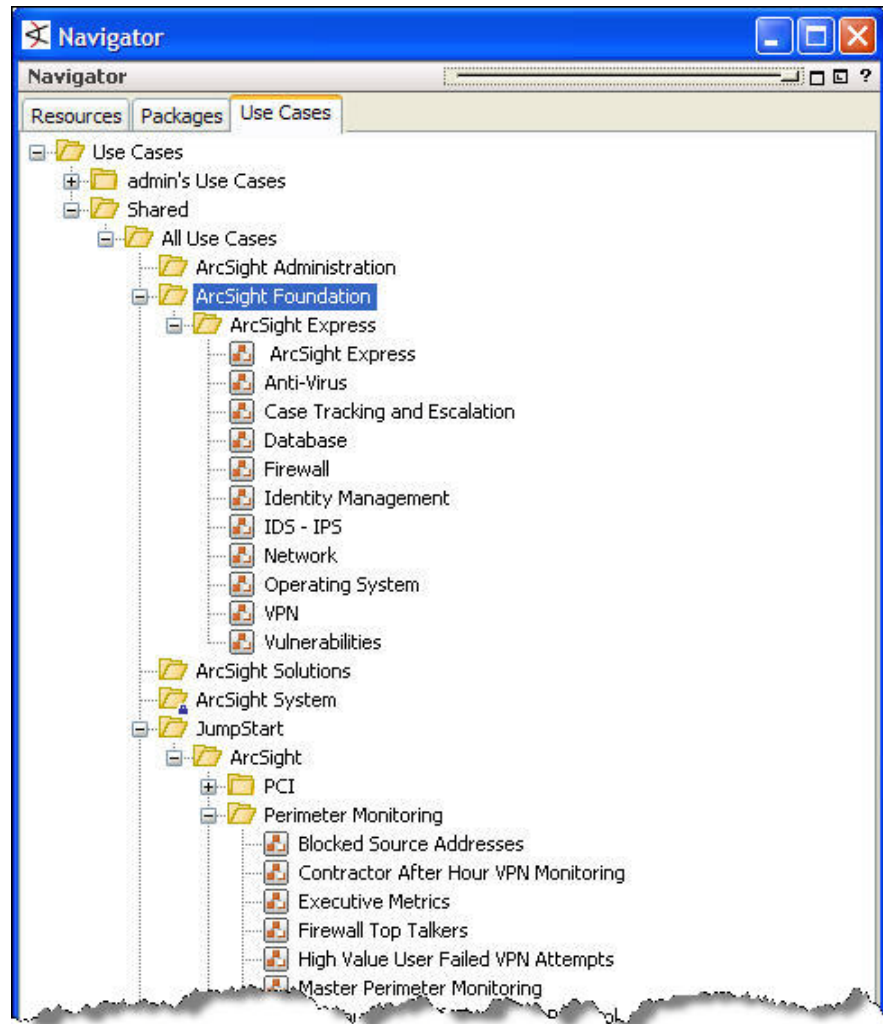 Navigator
Navigator ?
Resources Packages Use Cases
Use Cases
admin's Use Cases
Shared
All Use Cases
ArcSight Administration
ArcSight Foundation
ArcSight Express
ArcSight Express
Anti-Virus
Case Tracking and Escalation
Database
Firewall
Identity Management
IDS - IPS
Network
Operating System
VPN
Vulnerabilities
ArcSight Solutions
ArcSight System
JumpStart
ArcSight
PCI
Perimeter Monitoring
Blocked Source Addresses
Contractor After Hour VPN Monitoring
Executive Metrics
Firewall Top Talkers
High Value User Failed VPN Attempts
Master Perimeter Monitoring